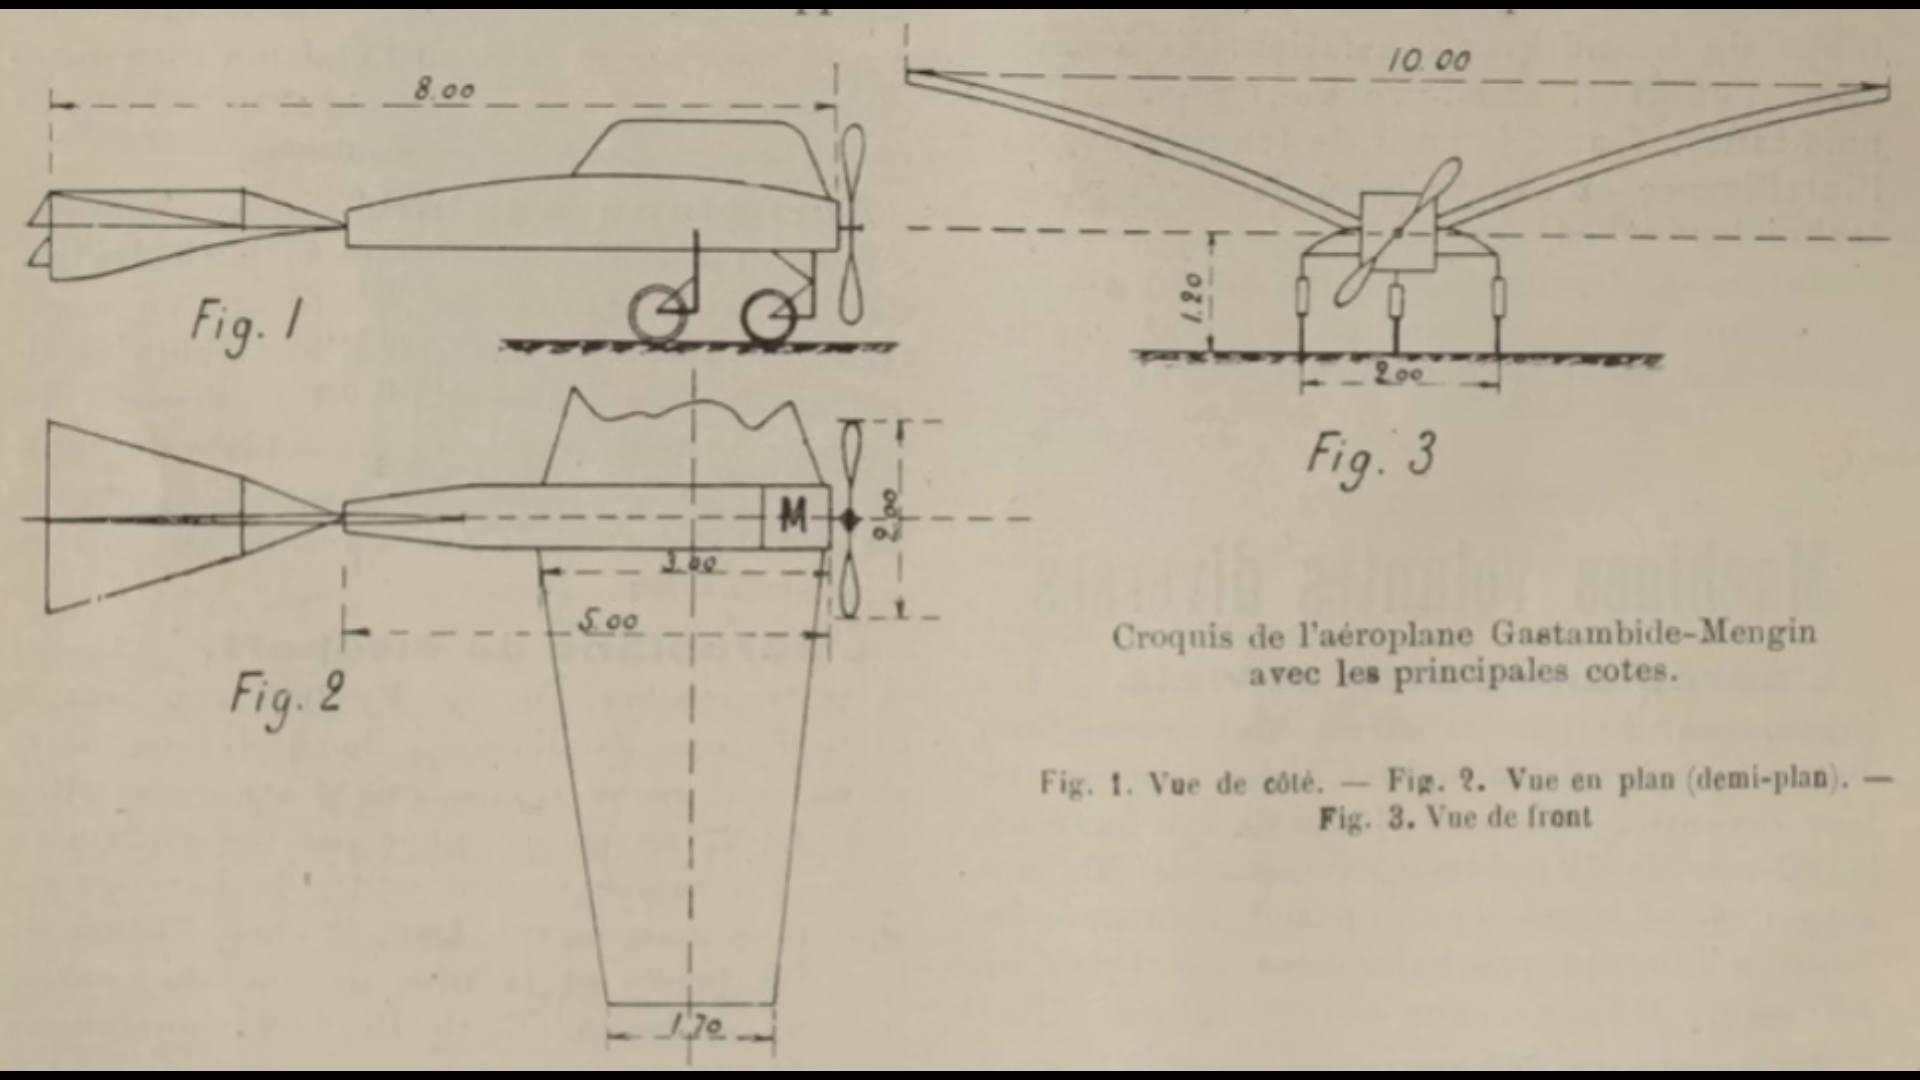 8.00
Fig. 1
10.00
1.20
2.00
Fig. 3
M
2.00
3.00
5.00
Fig. 2
1.70
Croquis de l'aéroplane Gastambide-Mengin
avec les principales cotes.
Fig. 1. Vue de côté. — Fig. 2. Vue en plan (demi-plan). —
Fig. 3. Vue de front